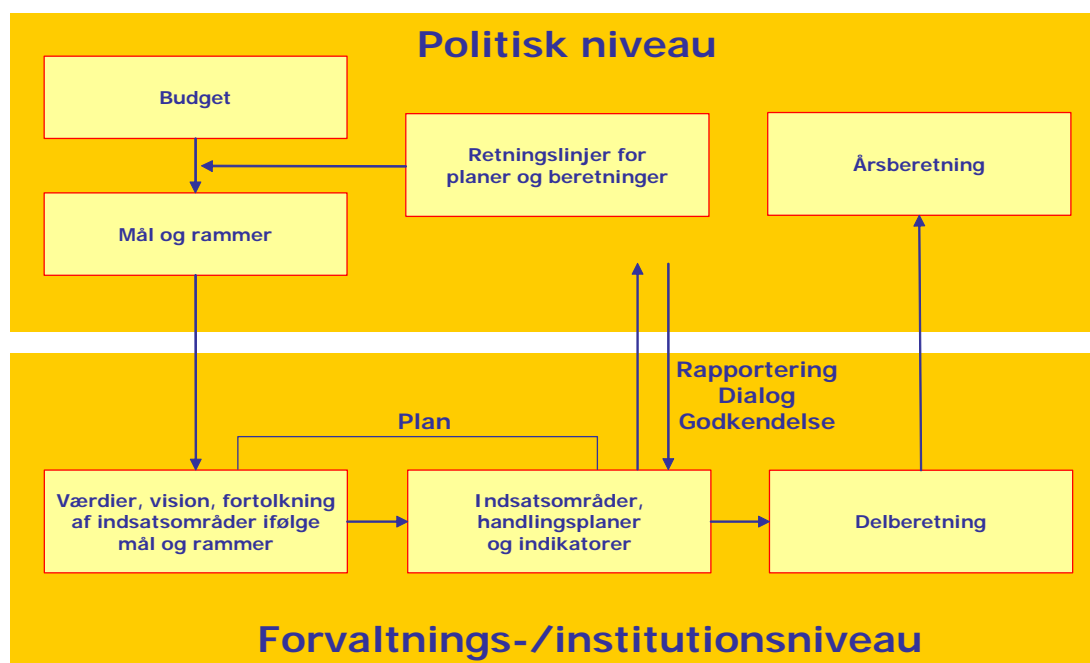 Politisk niveau
Budget
Retningslinjer for
planer og beretninger
Årsberetning
Mål og rammer
Rapportering
Dialog
Godkendelse
Plan
Værdier, vision, fortolkning
af indsatsområder ifølge
mål og rammer
Indsatsområder,
handlingsplaner
og indikatorer
Delberetning
Forvaltnings-/institutionsniveau